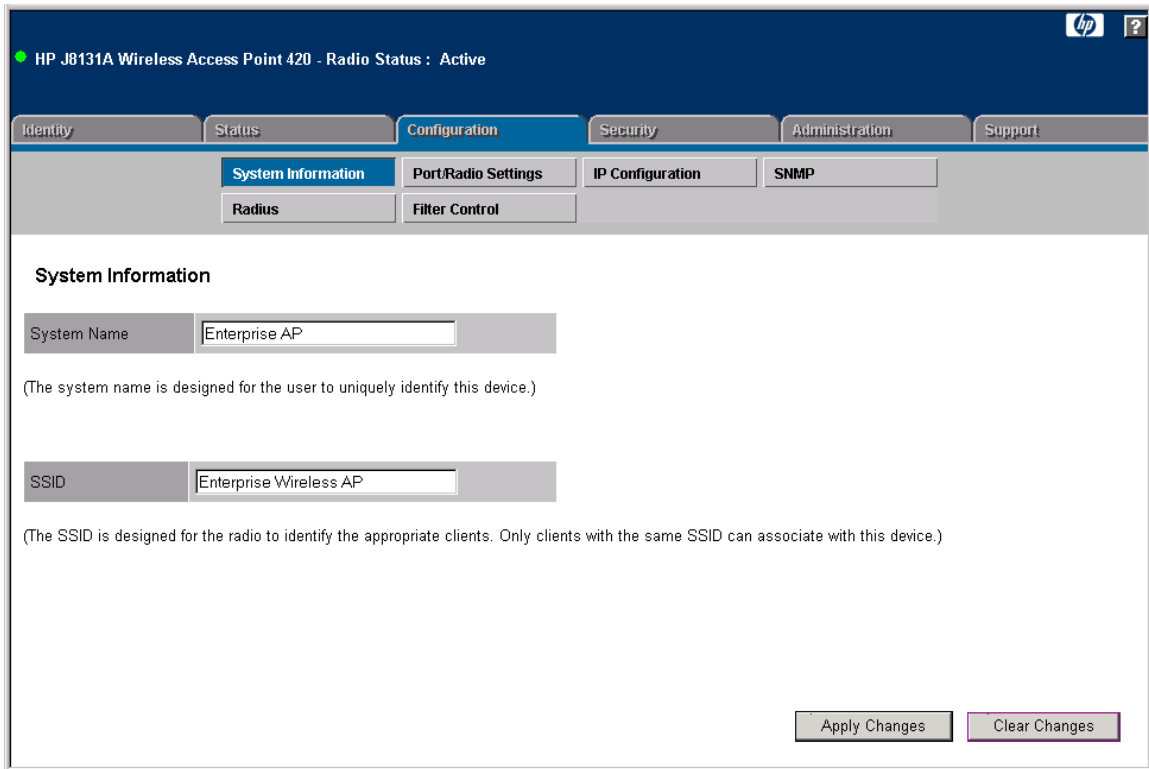 hp ?
HP J8131A Wireless Access Point 420 - Radio Status : Active
Identity Status Configuration Security Administration Support
System Information Port/Radio Settings IP Configuration SNMP
Radius Filter Control
System Information
System Name Enterprise AP
(The system name is designed for the user to uniquely identify this device.)
SSID Enterprise Wireless AP
(The SSID is designed for the radio to identify the appropriate clients. Only clients with the same SSID can associate with this device.)
Apply Changes Clear Changes